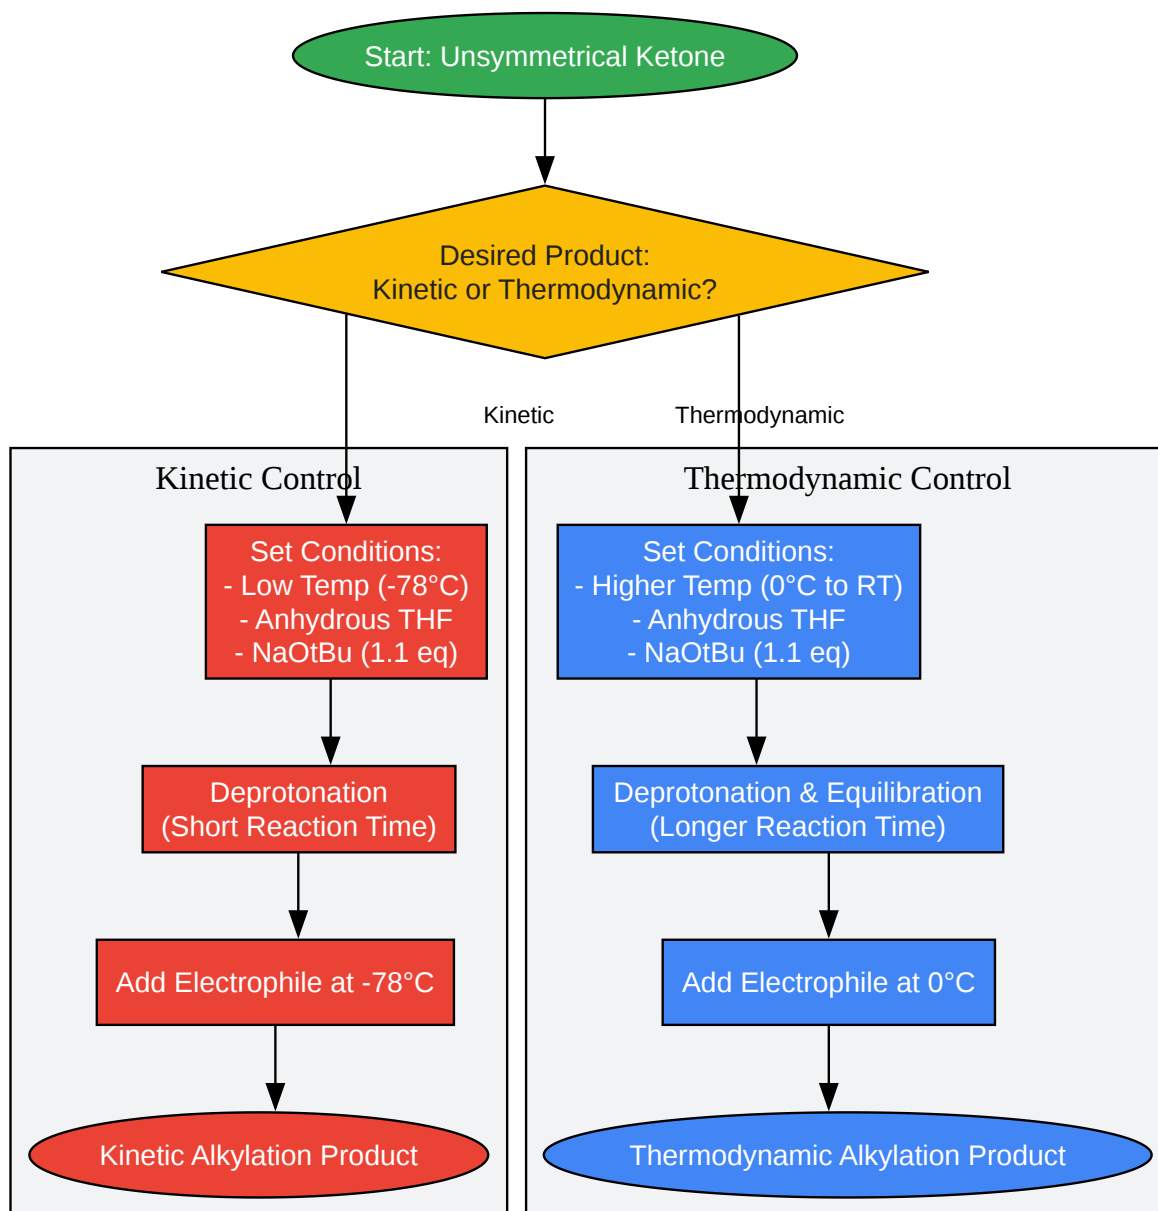 Start: Unsymmetrical Ketone
Desired Product:
Kinetic or Thermodynamic?
Kinetic
Thermodynamic
Kinetic Control
Set Conditions:
- Low Temp (-78°C)
- Anhydrous THF
- NaOtBu (1.1 eq)
Deprotonation
(Short Reaction Time)
Add Electrophile at -78°C
Kinetic Alkylation Product
Thermodynamic Control
Set Conditions:
- Higher Temp (0°C to RT)
- Anhydrous THF
- NaOtBu (1.1 eq)
Deprotonation & Equilibration
(Longer Reaction Time)
Add Electrophile at 0°C
Thermodynamic Alkylation Product